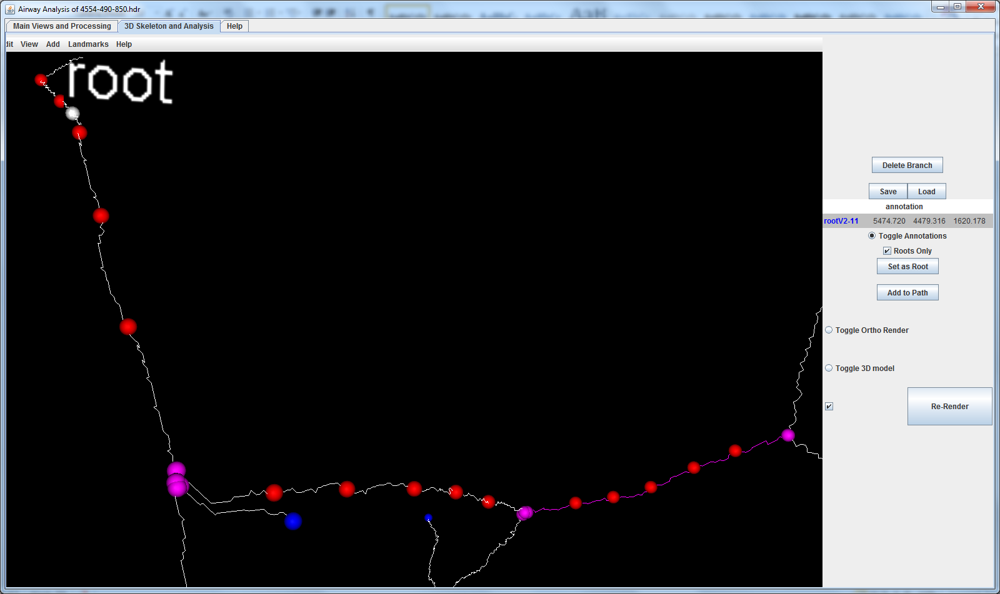 Airway Analysis of 4554-490-850.hdr
Main Views and Processing 3D Skeleton and Analysis Help
dit View Add Landmarks Help
root
Delete Branch
Save Load
annotation
rootV2-11 5474.720 4479.316 1620.178
Toggle Annotations
Roots Only
Set as Root
Add to Path
Toggle Ortho Render
Toggle 3D model
Re-Render